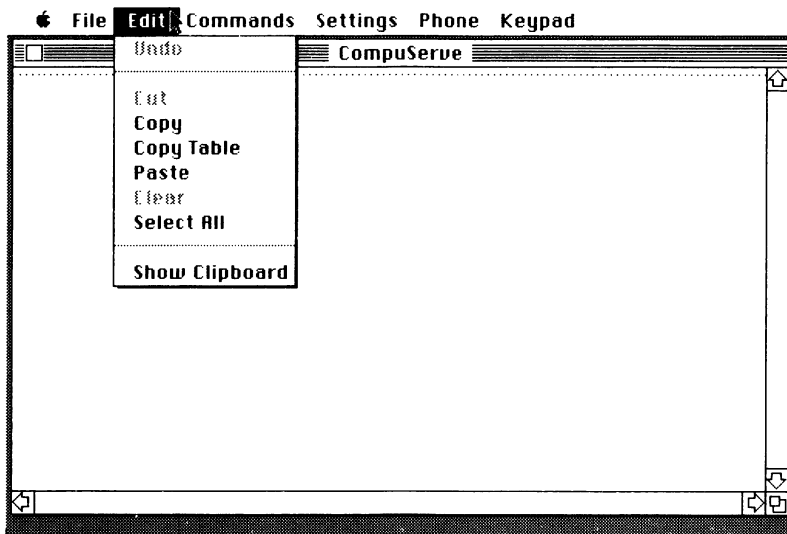 File Edit Commands Settings Phone Keypad
CompuServe
Undo
Cut
Copy
Copy Table
Paste
Clear
Select All
Show Clipboard